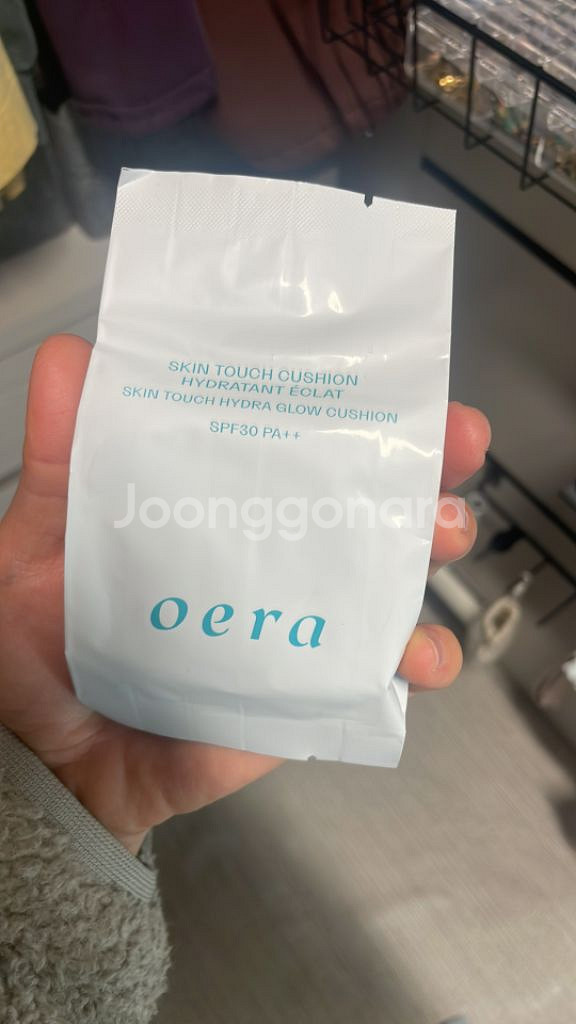 SKIN TOUCH CUSHION
HYDRATANT ÉCLAT
SKIN TOUCH HYDRA GLOW CUSHION
SPF30 PA++
Joonggonara®
oera